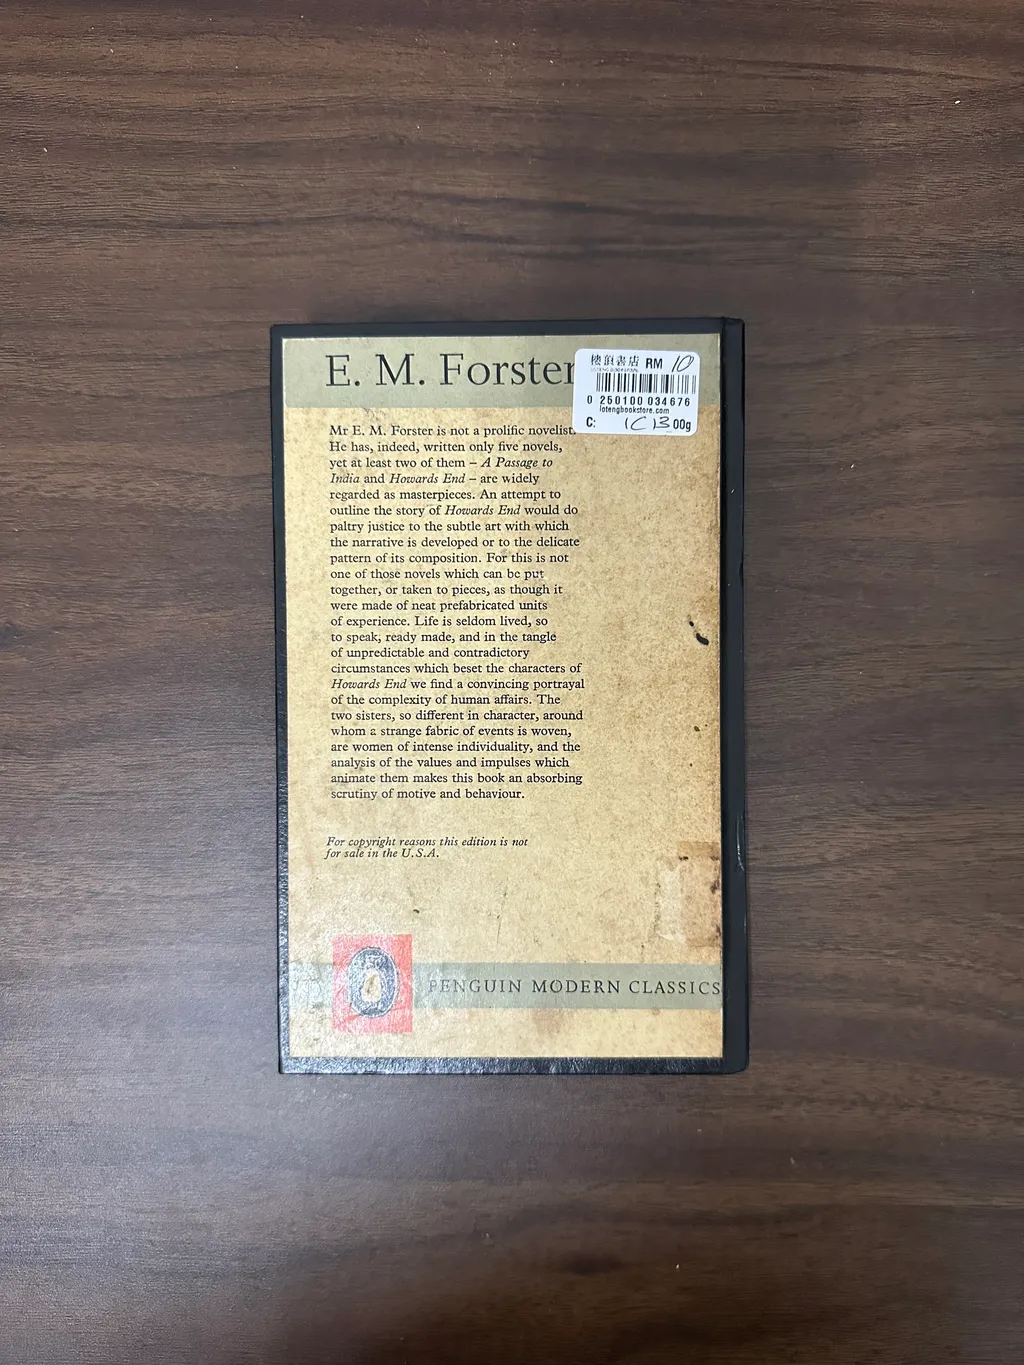 E. M. Forster
樓頂書店 RM 10
0 250100 034676
lotengbookstore.com
C: 00g
Mr E. M. Forster is not a prolific novelist.
He has, indeed, written only five novels,
yet at least two of them – A Passage to
India and Howards End – are widely
regarded as masterpieces. An attempt to
outline the story of Howards End would do
paltry justice to the subtle art with which
the narrative is developed or to the delicate
pattern of its composition. For this is not
one of those novels which can be put
together, or taken to pieces, as though it
were made of neat prefabricated units
of experience. Life is seldom lived, so
to speak, ready made, and in the tangle
of unpredictable and contradictory
circumstances which beset the characters of
Howards End we find a convincing portrayal
of the complexity of human affairs. The
two sisters, so different in character, around
whom a strange fabric of events is woven,
are women of intense individuality, and the
analysis of the values and impulses which
animate them makes this book an absorbing
scrutiny of motive and behaviour.
For copyright reasons this edition is not
for sale in the U.S.A.
PENGUIN MODERN CLASSICS